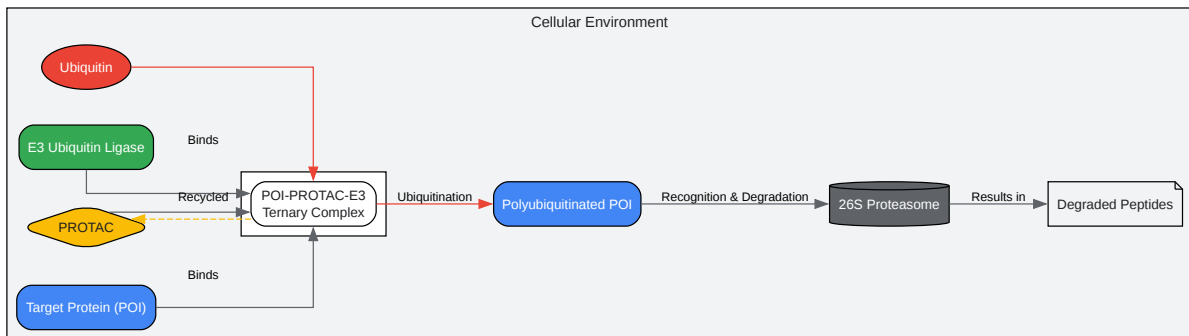 Cellular Environment
Ubiquitin
E3 Ubiquitin Ligase
Binds
Recycled
PROTAC
POI-PROTAC-E3
Ternary Complex
Ubiquitination
Polyubiquitinated POI
Recognition & Degradation
26S Proteasome
Results in
Degraded Peptides
Binds
Target Protein (POI)